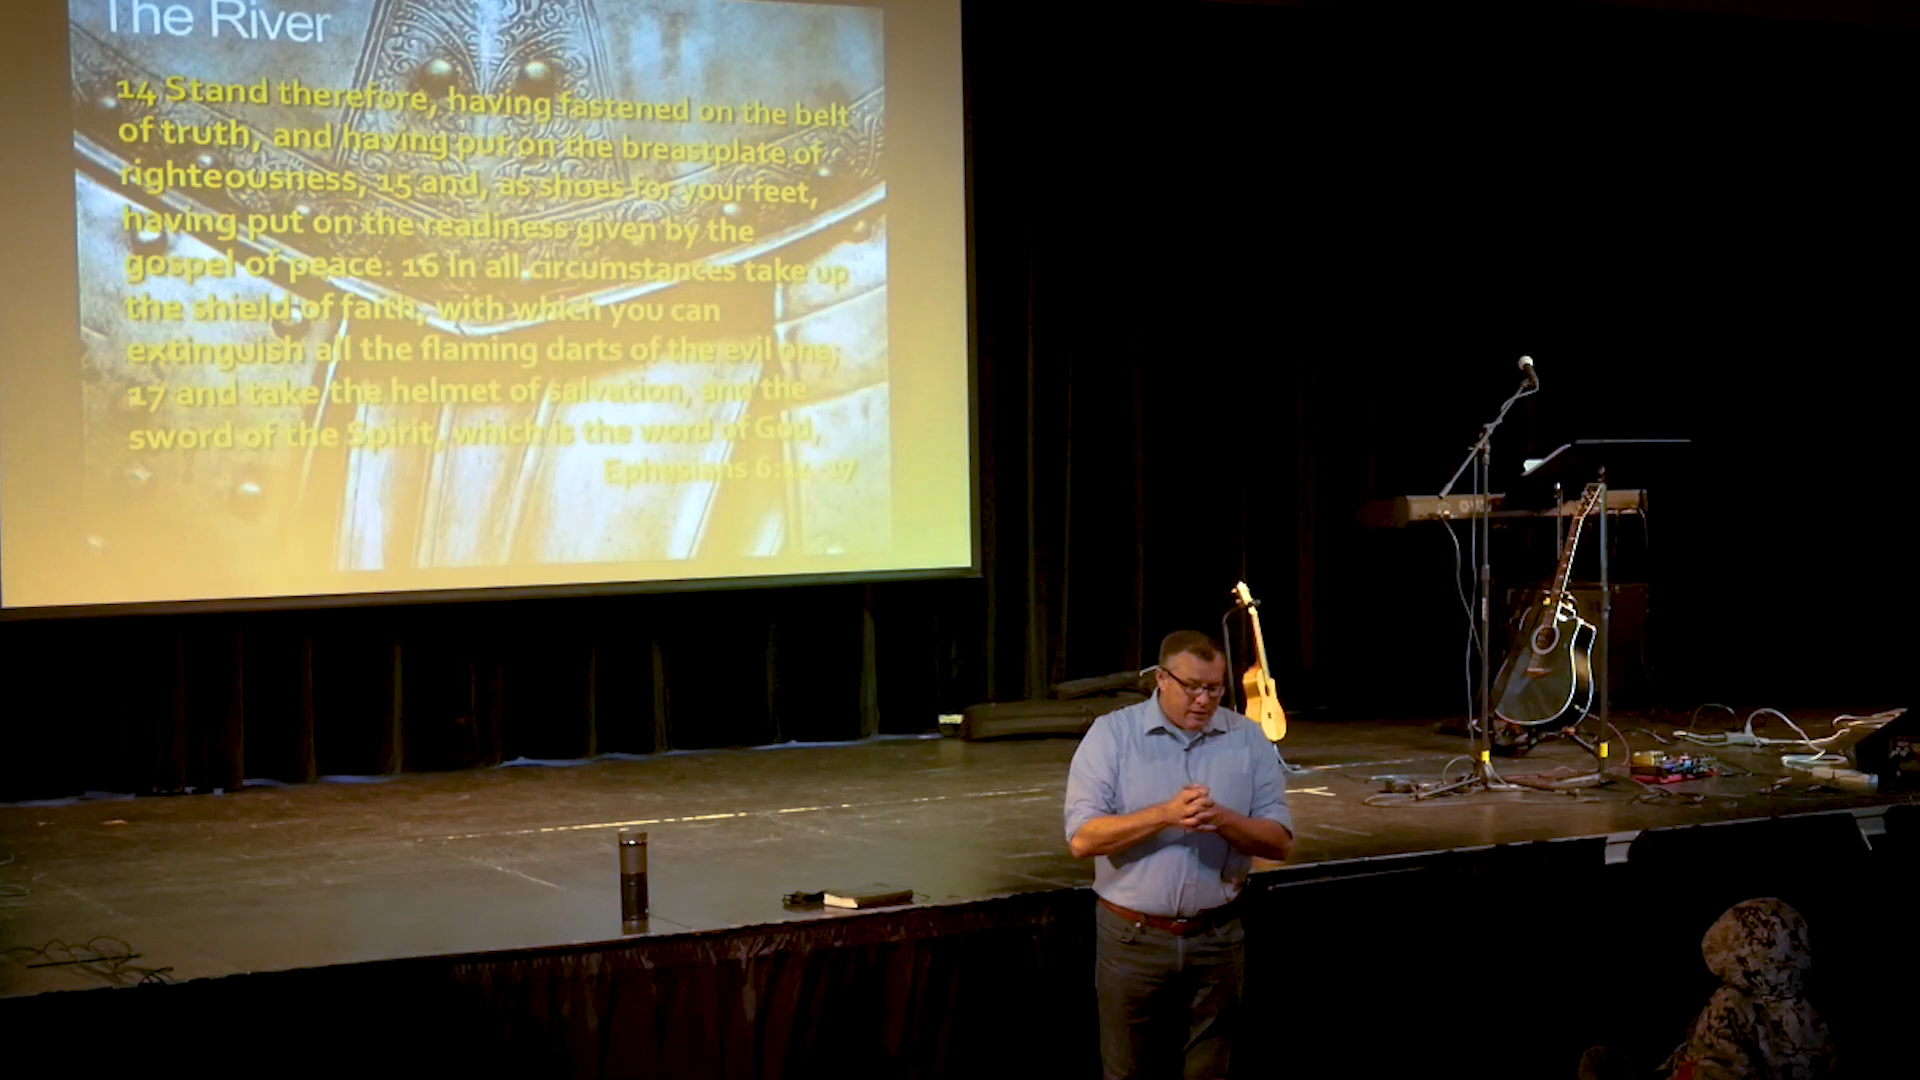 The River
14 Stand therefore, having fastened on the belt
of truth, and having put on the breastplate of
righteousness, 15 and, as shoes for your feet,
having put on the readiness given by the
gospel of peace. 16 In all circumstances take up
the shield of faith, with which you can
extinguish all the flaming darts of the evil one;
17 and take the helmet of salvation, and the
sword of the Spirit, which is the word of God,
Ephesians 6:14-17